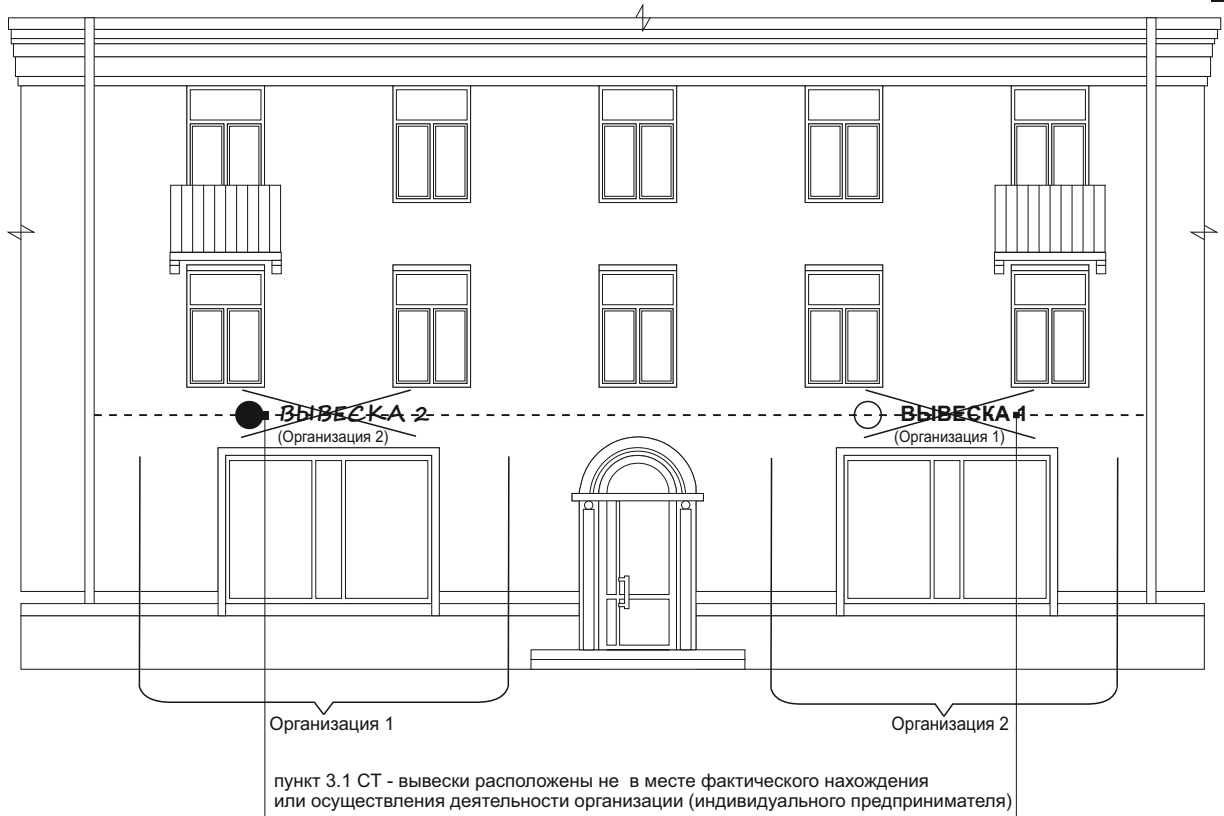 ВЫВЕСКА 2
(Организация 2)
ВЫВЕСКА 1
(Организация 1)
Организация 1
Организация 2
пункт 3.1 СТ - вывески расположены не в месте фактического нахождения
или осуществления деятельности организации (индивидуального предпринимателя)